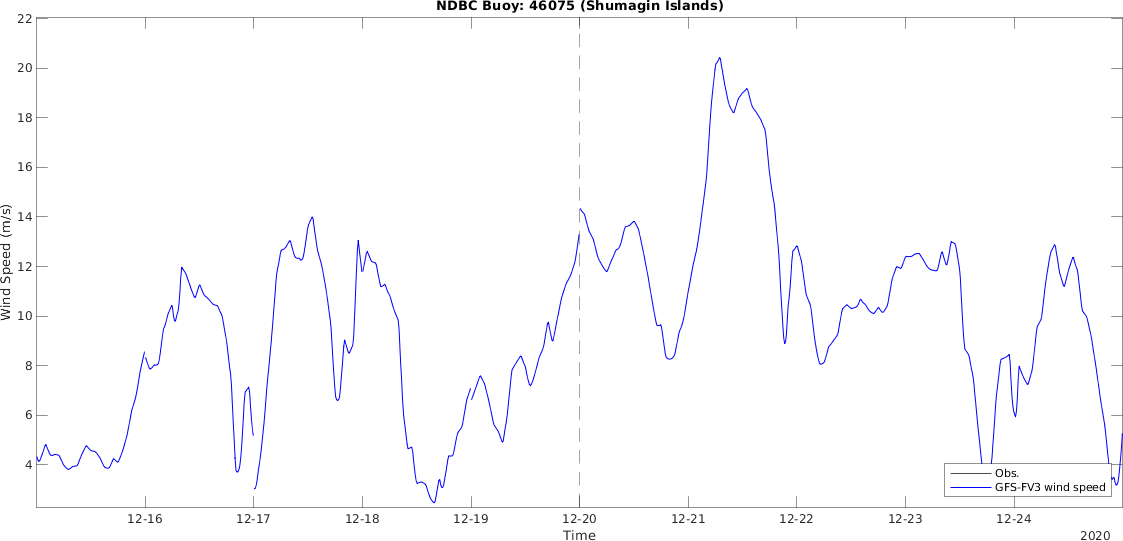 NDBC Buoy: 46075 (Shumagin Islands)
22
20
18
16
14
12
10
8
6
4
Wind Speed (m/s)
12-16 12-17 12-18 12-19 12-20 12-21 12-22 12-23 12-24
Time
2020
Obs.
GFS-FV3 wind speed